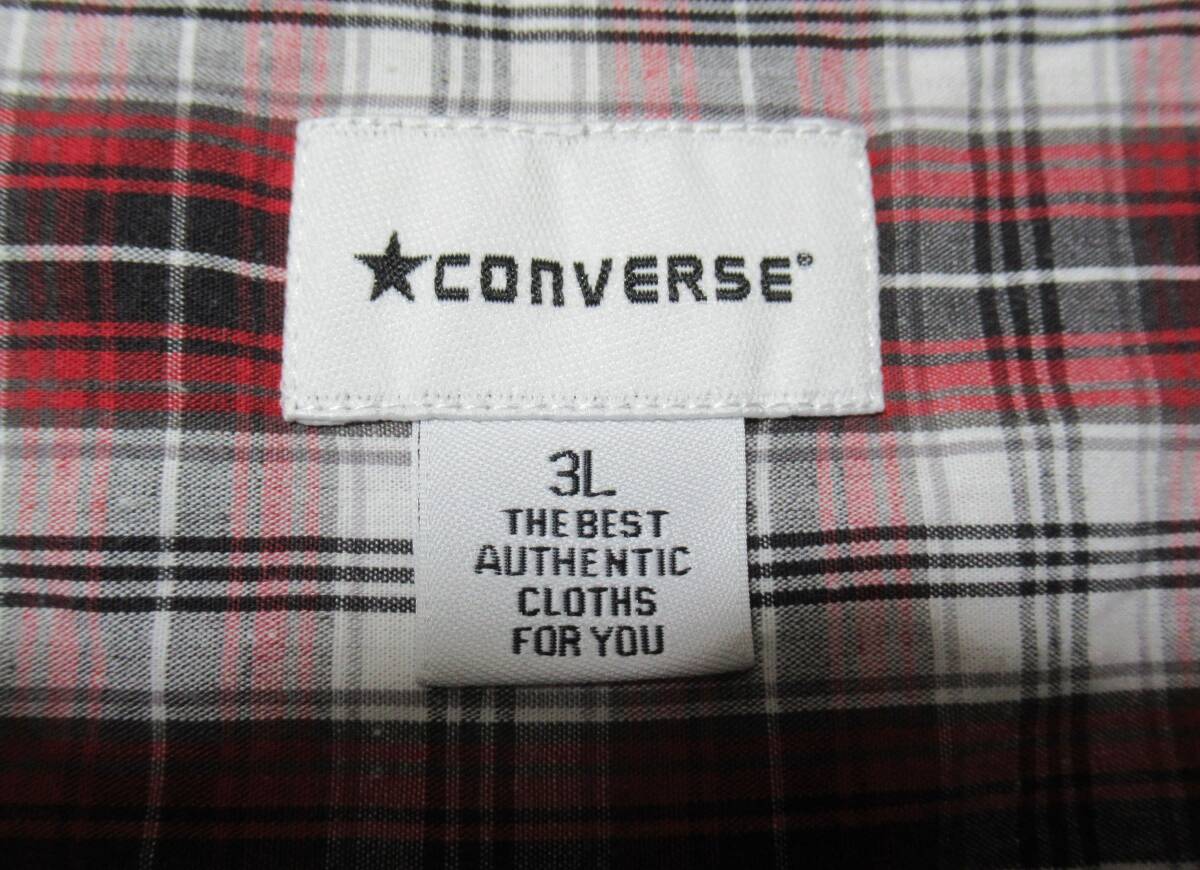 ★CONVERSE®
3L
THE BEST
AUTHENTIC
CLOTHS
FOR YOU